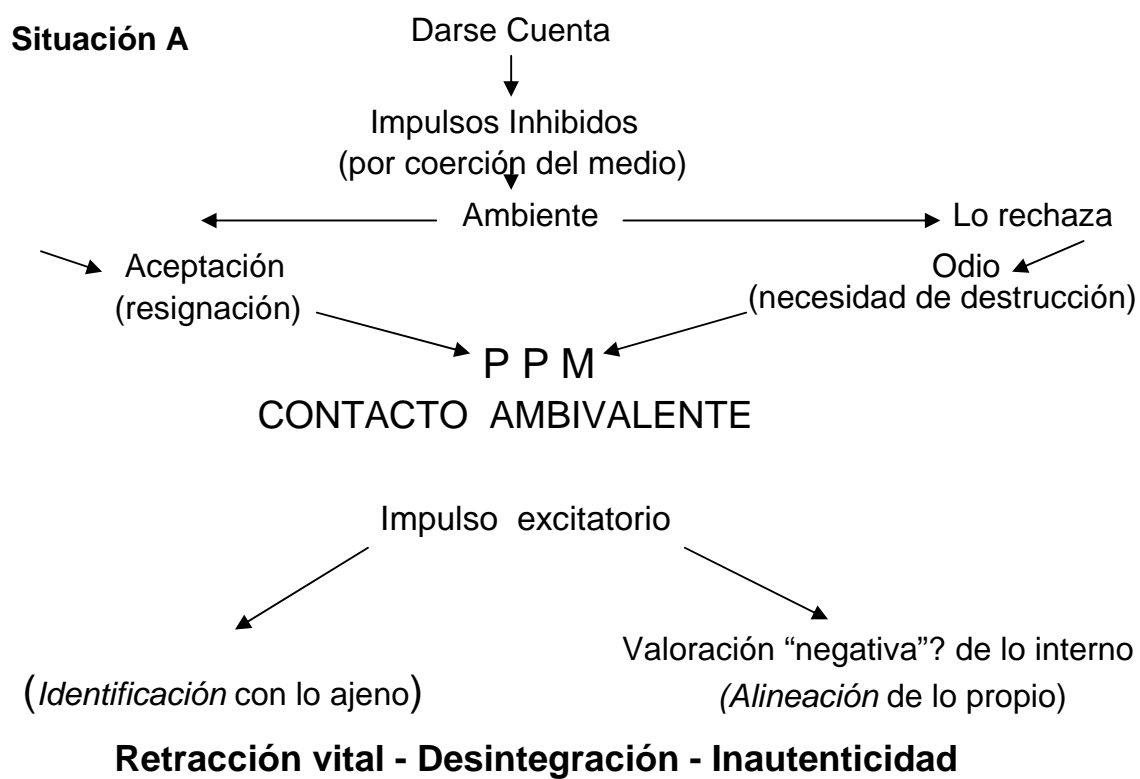 Situación A
Darse Cuenta
Impulsos Inhibidos
(por coerción del medio)
Ambiente
Lo rechaza
Aceptación
(resignación)
Odio
(necesidad de destrucción)
P P M
CONTACTO AMBIVALENTE
Impulso excitatorio
(Identificación con lo ajeno)
Valoración “negativa”? de lo interno
(Alineación de lo propio)
Retracción vital - Desintegración - Inautenticidad